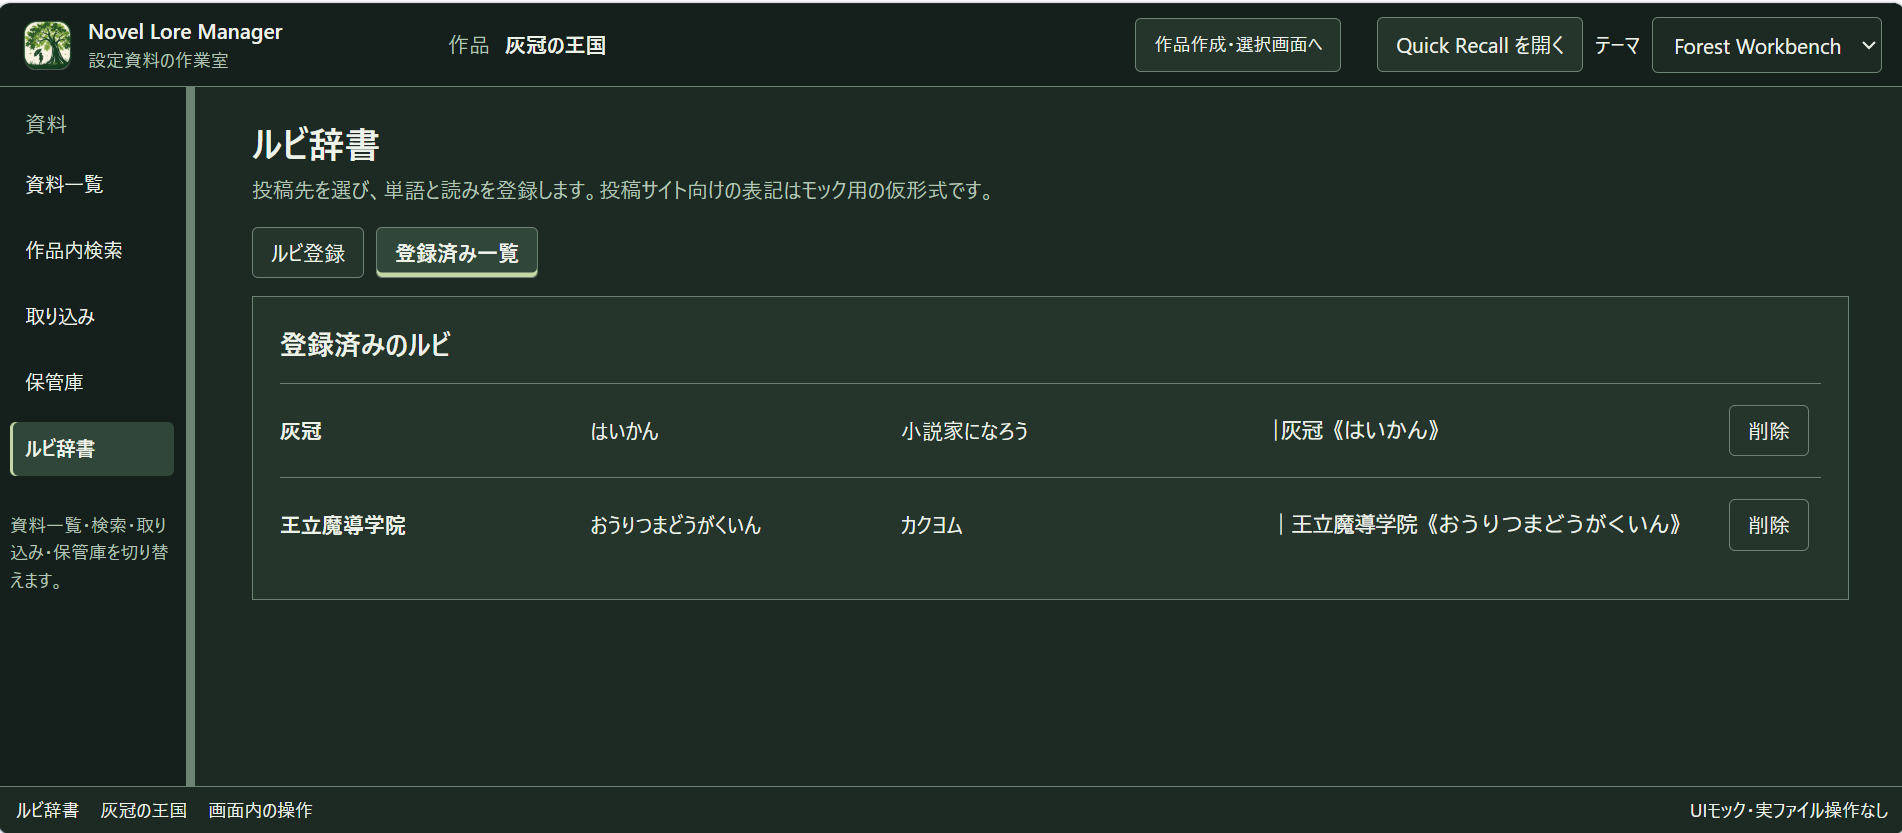 Novel Lore Manager
設定資料の作業室
作品 灰冠の王国
作品作成・選択画面へ
Quick Recall を開く
テーマ
Forest Workbench
資料
資料一覧
作品内検索
取り込み
保管庫
ルビ辞書
資料一覧・検索・取り
込み・保管庫を切り替
えます。
ルビ辞書
投稿先を選び、単語と読みを登録します。投稿サイト向けの表記はモック用の仮形式です。
ルビ登録
登録済み一覧
登録済みのルビ
灰冠 はいかん 小説家になろう |灰冠《はいかん》 削除
王立魔導学院 おうりつまどうがくいん カクヨム ｜王立魔導学院《おうりつまどうがくいん》 削除
ルビ辞書 灰冠の王国 画面内の操作
UIモック・実ファイル操作なし